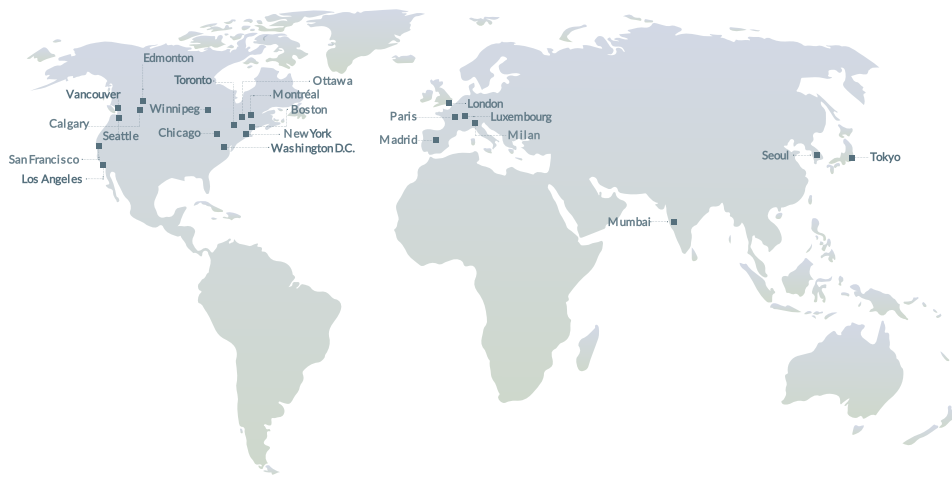 Edmonton
Toronto
Ottawa
Vancouver
Montréal
Winnipeg
Boston
London
Paris
Luxembourg
Calgary
Seattle
Chicago
New York
Milan
Madrid
Washington D.C.
San Francisco
Seoul
Tokyo
Los Angeles
Mumbai